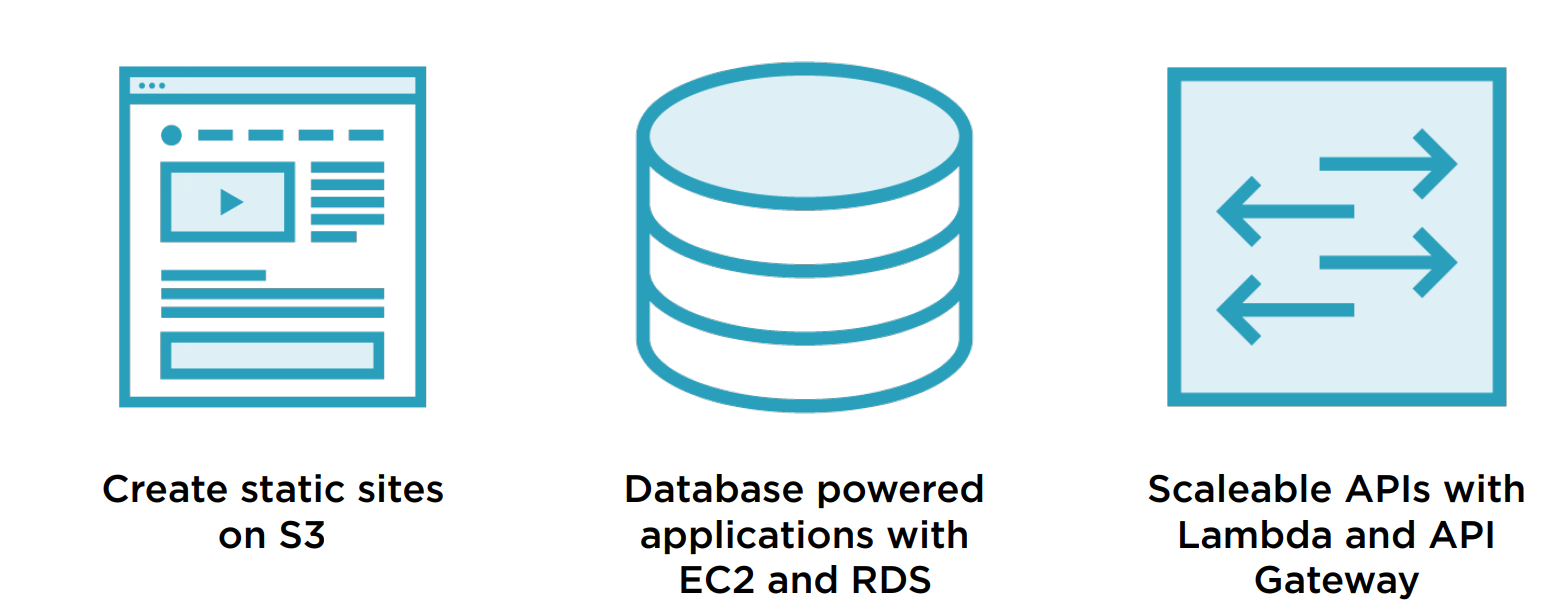 Create static sites
on S3
Database powered
applications with
EC2 and RDS
Scaleable APIs with
Lambda and API
Gateway